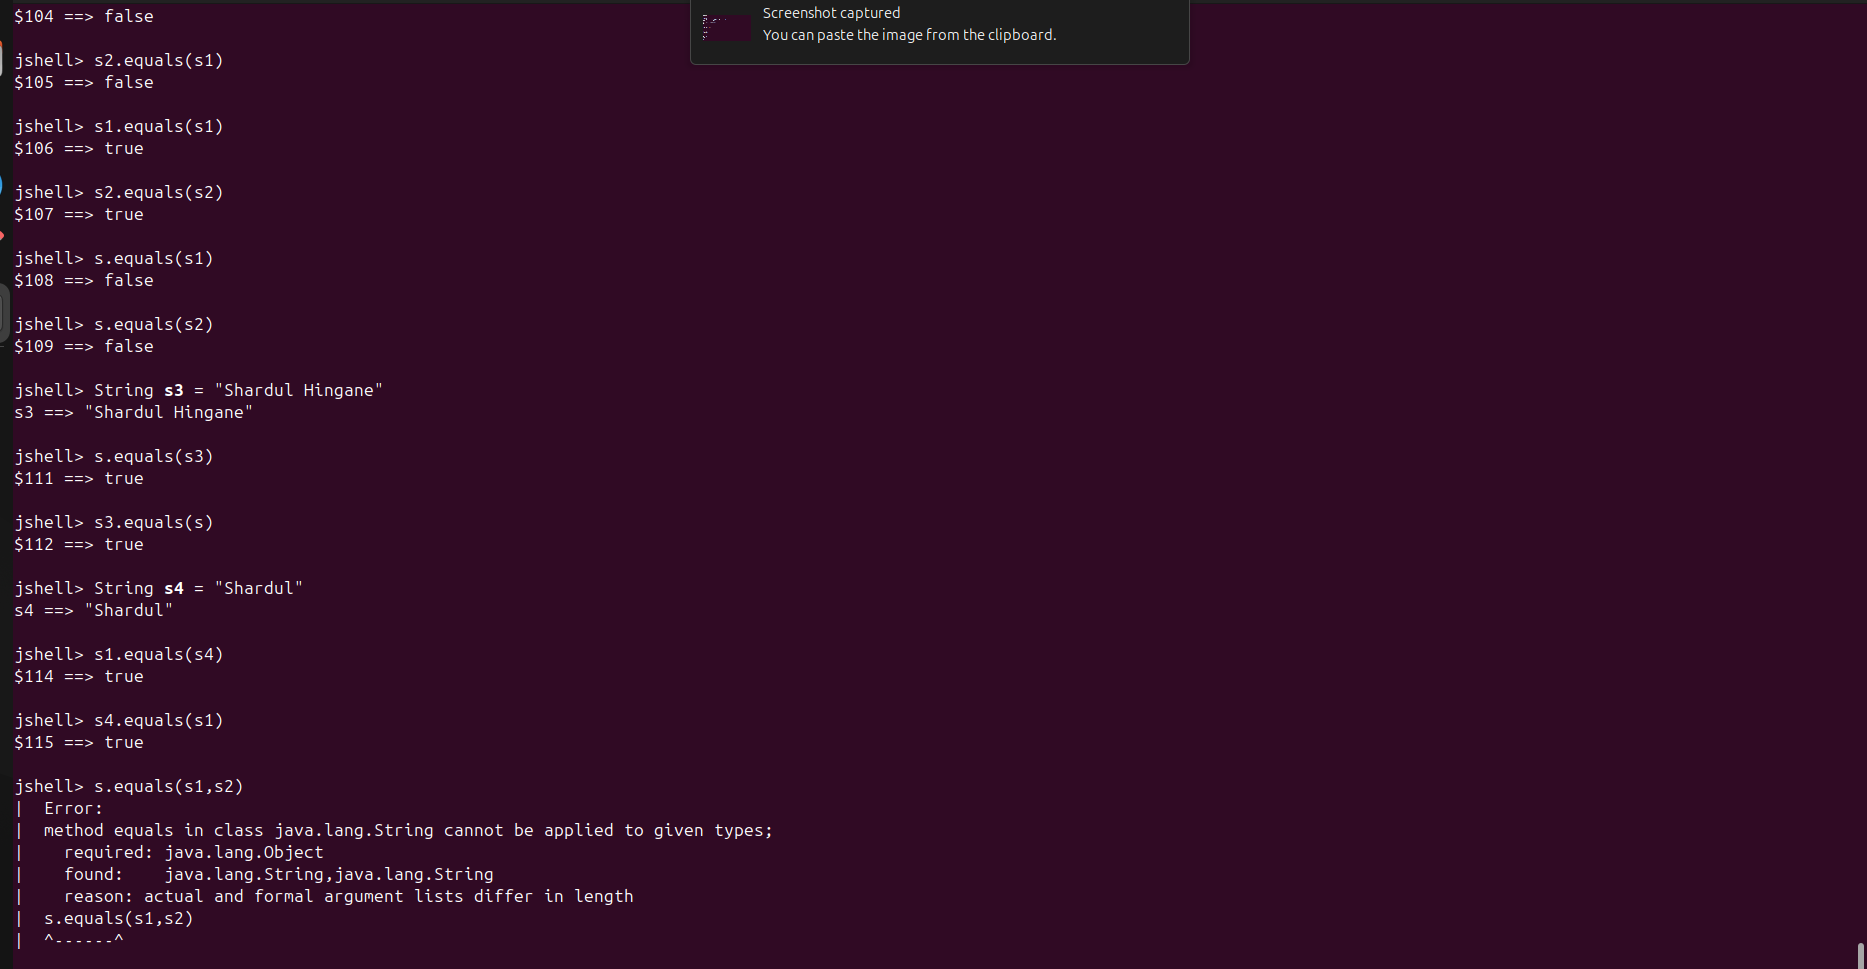 $104 ==> false
Screenshot captured
You can paste the image from the clipboard.
jshell> s2.equals(s1)
$105 ==> false
jshell> s1.equals(s1)
$106 ==> true
jshell> s2.equals(s2)
$107 ==> true
jshell> s.equals(s1)
$108 ==> false
jshell> s.equals(s2)
$109 ==> false
jshell> String s3 = "Shardul Hingane"
s3 ==> "Shardul Hingane"
jshell> s.equals(s3)
$111 ==> true
jshell> s3.equals(s)
$112 ==> true
jshell> String s4 = "Shardul"
s4 ==> "Shardul"
jshell> s1.equals(s4)
$114 ==> true
jshell> s4.equals(s1)
$115 ==> true
jshell> s.equals(s1,s2)
|  Error:
|  method equals in class java.lang.String cannot be applied to given types;
|    required: java.lang.Object
|    found:    java.lang.String,java.lang.String
|    reason: actual and formal argument lists differ in length
|  s.equals(s1,s2)
|  ^------^